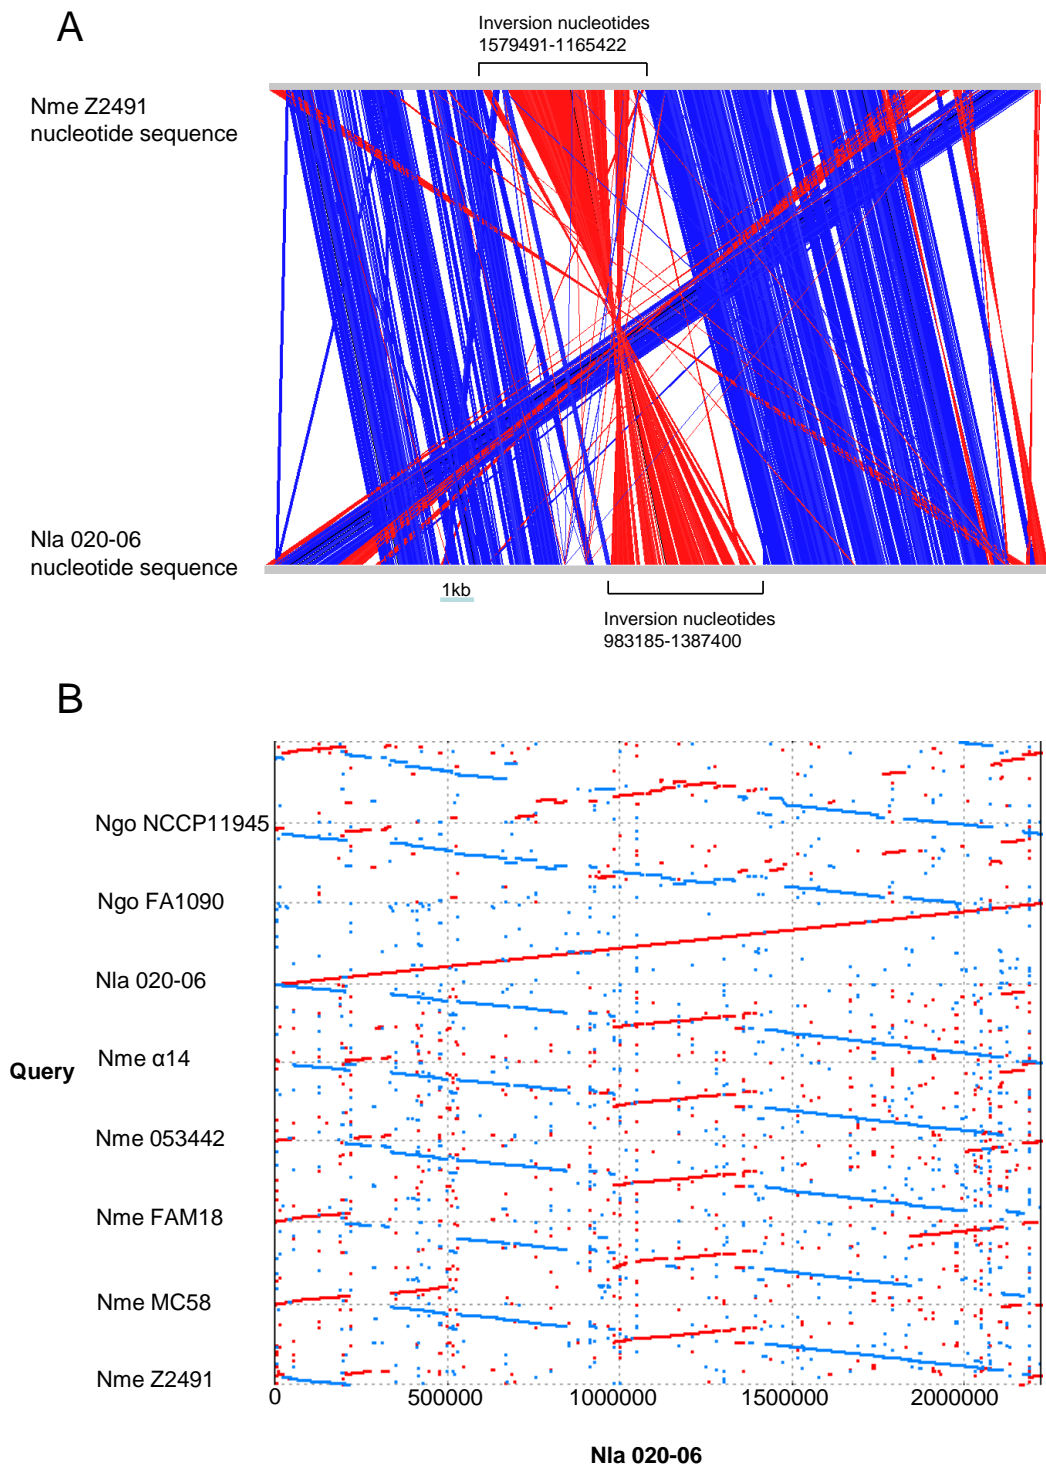 A
Inversion nucleotides
1579491-1165422
Nme Z2491
nucleotide sequence
Nla 020-06
nucleotide sequence
1kb
Inversion nucleotides
983185-1387400
B
Ngo NCCP11945
Ngo FA1090
Nla 020-06
Nme α14
Query
Nme 053442
Nme FAM18
Nme MC58
Nme Z2491
0 500000 1000000 1500000 2000000
Nla 020-06